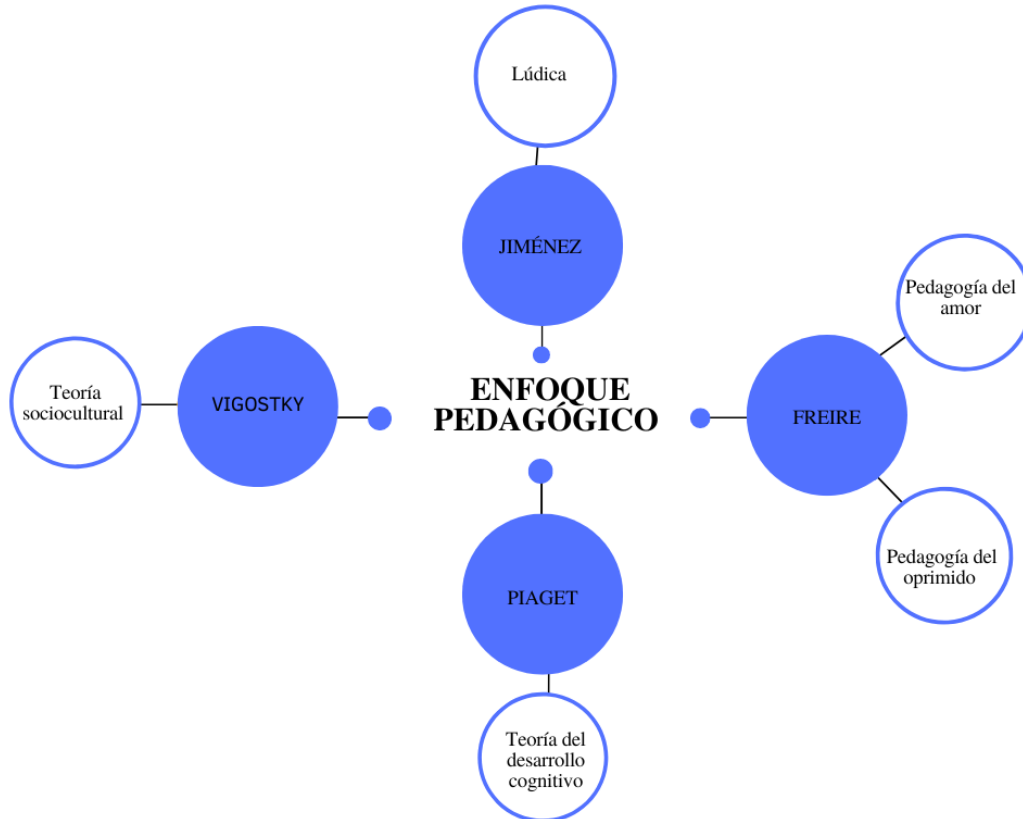 Lúdica
JIMÉNEZ
ENFOQUE
PEDAGÓGICO
Pedagogía del
amor
FREIRE
Pedagogía del
oprimido
VIGOSTKY
Teoría
sociocultural
PIAGET
Teoría del
desarrollo
cognitivo